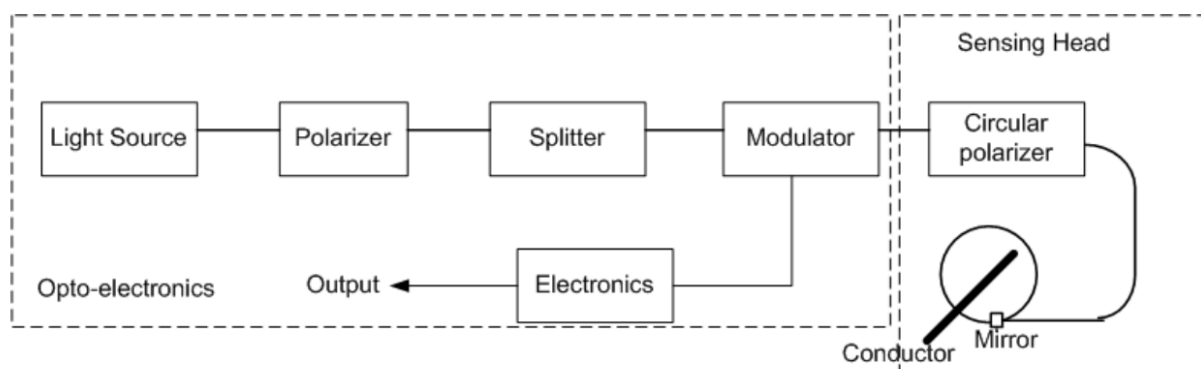 Sensing Head
Light Source
Polarizer
Splitter
Modulator
Circular
polarizer
Opto-electronics
Output
Electronics
Mirror
Conductor